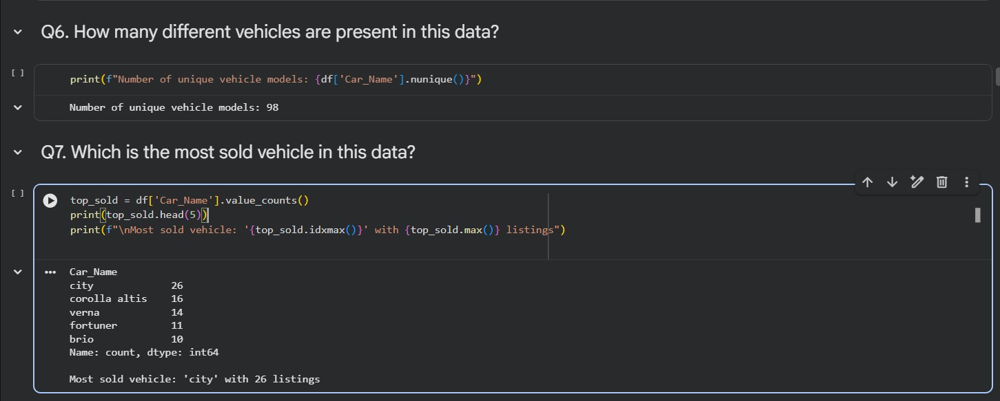 Q6. How many different vehicles are present in this data?
[ ]
print(f"Number of unique vehicle models: {df['Car_Name'].nunique()}")
Number of unique vehicle models: 98
Q7. Which is the most sold vehicle in this data?
[ ]
top_sold = df['Car_Name'].value_counts()
print(top_sold.head(5))
print(f"\nMost sold vehicle: '{top_sold.idxmax()}' with {top_sold.max()} listings")
Car_Name
city 26
corolla altis 16
verna 14
fortuner 11
brio 10
Name: count, dtype: int64
Most sold vehicle: 'city' with 26 listings